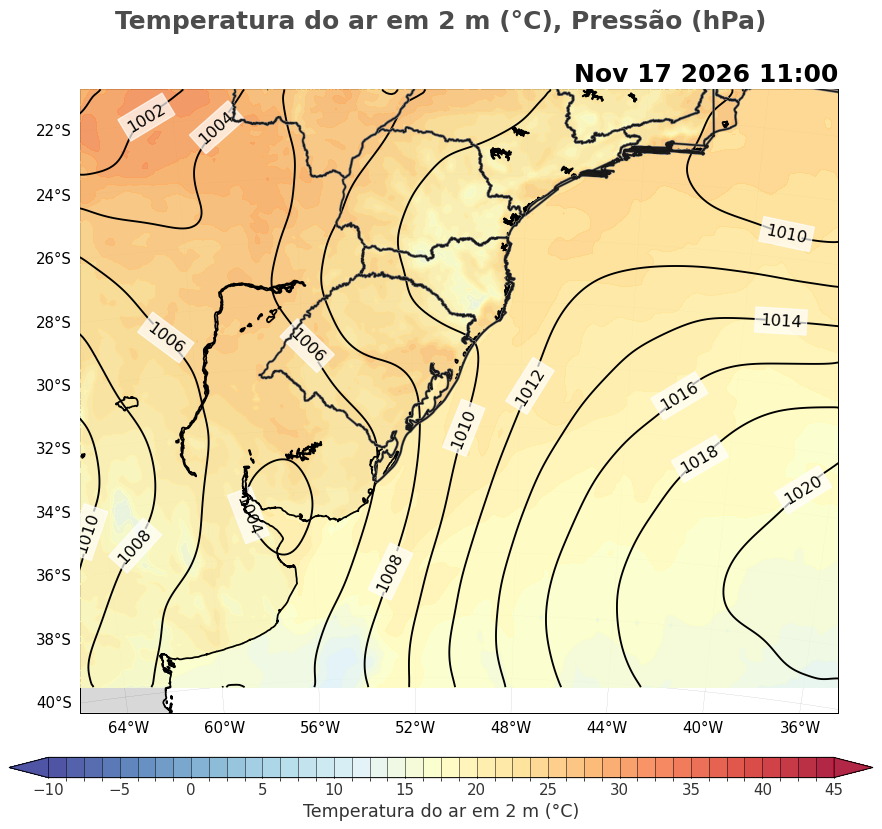 Temperatura do ar em 2 m (°C), Pressão (hPa)
Nov 17 2026 11:00
22°S
24°S
26°S
28°S
30°S
32°S
34°S
36°S
38°S
40°S
1002
1004
1010
1006
1006
1014
1016
1012
1010
1018
1020
1004
1010
1008
1008
64°W
60°W
56°W
52°W
48°W
44°W
40°W
36°W
−10
−5
0
5
10
15
20
25
30
35
40
45
Temperatura do ar em 2 m (°C)